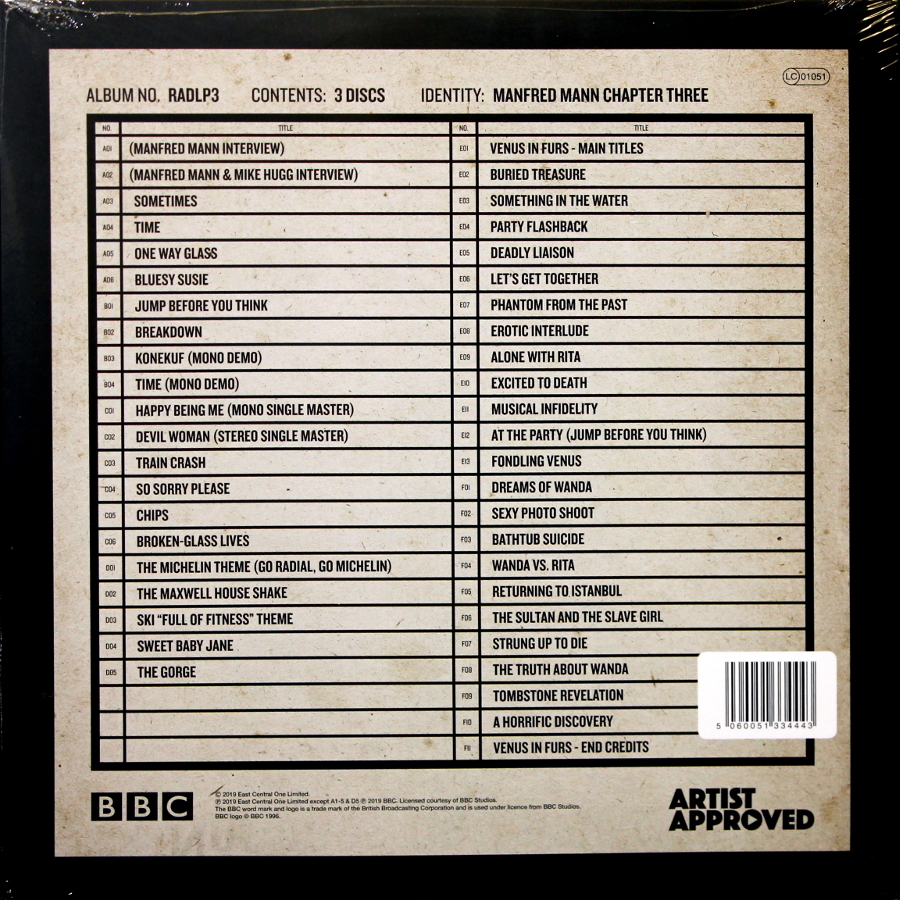 LC 01051
ALBUM NO. RADLP3 CONTENTS: 3 DISCS IDENTITY: MANFRED MANN CHAPTER THREE
NO. TITLE
A01 (MANFRED MANN INTERVIEW)
A02 (MANFRED MANN & MIKE HUGG INTERVIEW)
A03 SOMETIMES
A04 TIME
A05 ONE WAY GLASS
A06 BLUESY SUSIE
B01 JUMP BEFORE YOU THINK
B02 BREAKDOWN
B03 KONEKUF (MONO DEMO)
B04 TIME (MONO DEMO)
C01 HAPPY BEING ME (MONO SINGLE MASTER)
C02 DEVIL WOMAN (STEREO SINGLE MASTER)
C03 TRAIN CRASH
C04 SO SORRY PLEASE
C05 CHIPS
C06 BROKEN-GLASS LIVES
D01 THE MICHELIN THEME (GO RADIAL, GO MICHELIN)
D02 THE MAXWELL HOUSE SHAKE
D03 SKI “FULL OF FITNESS” THEME
D04 SWEET BABY JANE
D05 THE GORGE
NO. TITLE
E01 VENUS IN FURS - MAIN TITLES
E02 BURIED TREASURE
E03 SOMETHING IN THE WATER
E04 PARTY FLASHBACK
E05 DEADLY LIAISON
E06 LET'S GET TOGETHER
E07 PHANTOM FROM THE PAST
E08 EROTIC INTERLUDE
E09 ALONE WITH RITA
E10 EXCITED TO DEATH
E11 MUSICAL INFIDELITY
E12 AT THE PARTY (JUMP BEFORE YOU THINK)
E13 FONDLING VENUS
F01 DREAMS OF WANDA
F02 SEXY PHOTO SHOOT
F03 BATHTUB SUICIDE
F04 WANDA VS. RITA
F05 RETURNING TO ISTANBUL
F06 THE SULTAN AND THE SLAVE GIRL
F07 STRUNG UP TO DIE
F08 THE TRUTH ABOUT WANDA
F09 TOMBSTONE REVELATION
F10 A HORRIFIC DISCOVERY
F11 VENUS IN FURS - END CREDITS
5 060051 334443
BBC
© 2019 East Central One Limited.
℗ 2019 East Central One Limited except A1-5 & D5 ℗ 2019 BBC. Licensed courtesy of BBC Studios.
The BBC word mark and logo is a trade mark of the British Broadcasting Corporation and is used under licence from BBC Studios.
BBC logo © BBC 1996.
ARTIST
APPROVED